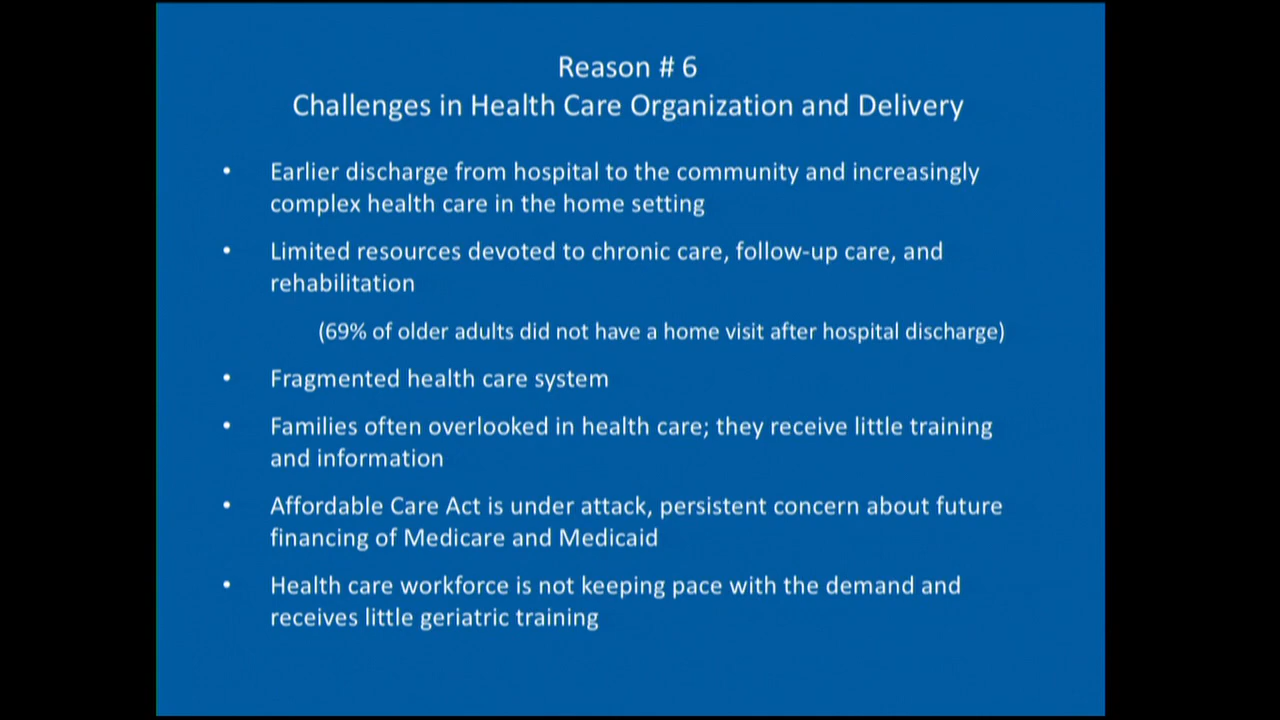 Reason # 6
Challenges in Health Care Organization and Delivery
• Earlier discharge from hospital to the community and increasingly
complex health care in the home setting
• Limited resources devoted to chronic care, follow-up care, and
rehabilitation
(69% of older adults did not have a home visit after hospital discharge)
• Fragmented health care system
• Families often overlooked in health care; they receive little training
and information
• Affordable Care Act is under attack, persistent concern about future
financing of Medicare and Medicaid
• Health care workforce is not keeping pace with the demand and
receives little geriatric training